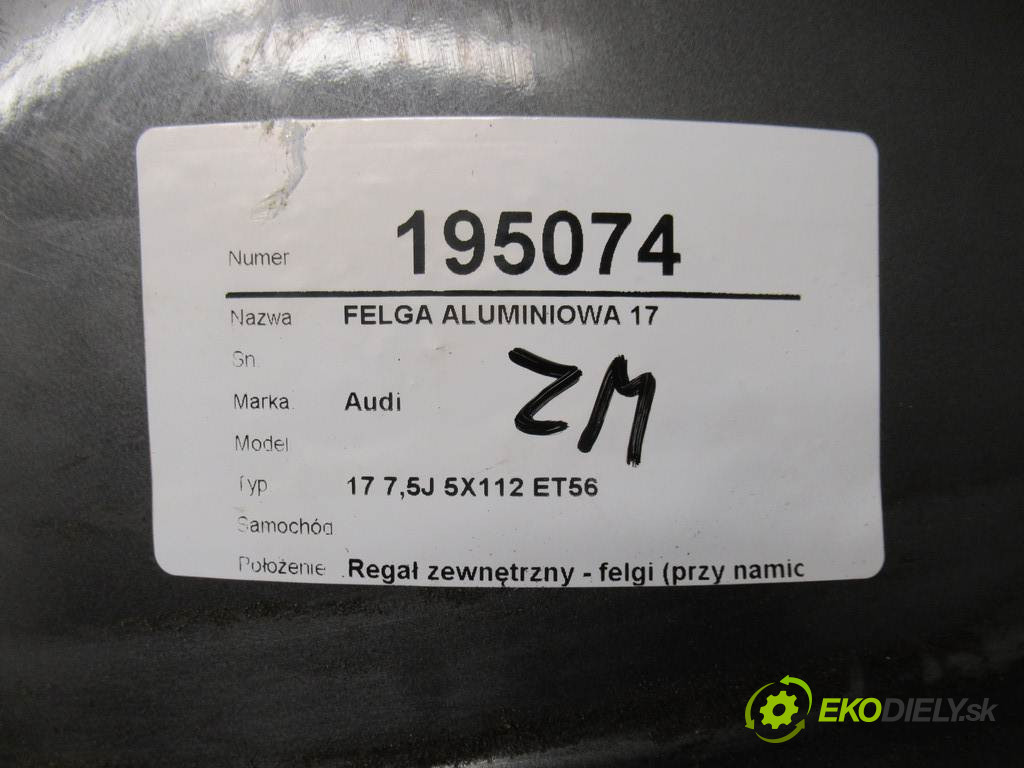 Numer 195074
Nazwa FELGA ALUMINIOWA 17
Sn.
Marka Audi
ZM
Model
Typ 17 7,5J 5X112 ET56
Samochód
Położenie Regał zewnętrzny - felgi (przy namic
EKODIELY.sk